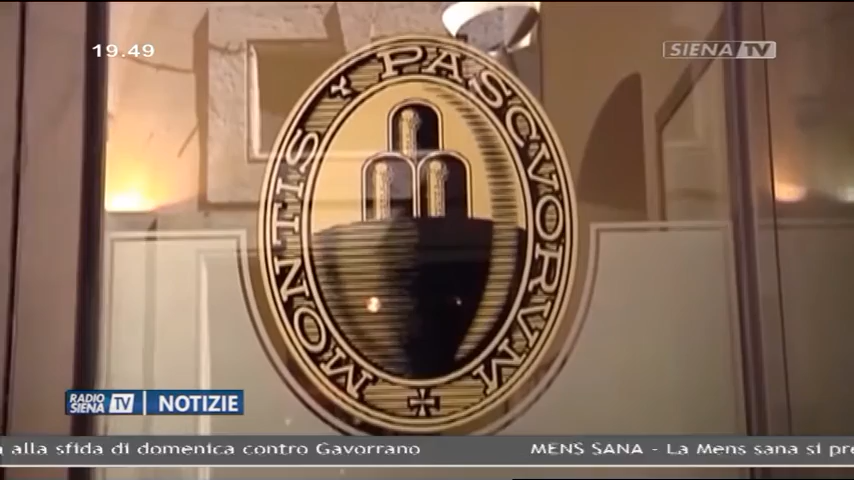 19.49
SIENA TV
MONTIS PASCVORVM
RADIO SIENA TV NOTIZIE
alla sfida di domenica contro Gavorrano MENS SANA - La Mens sana si pre